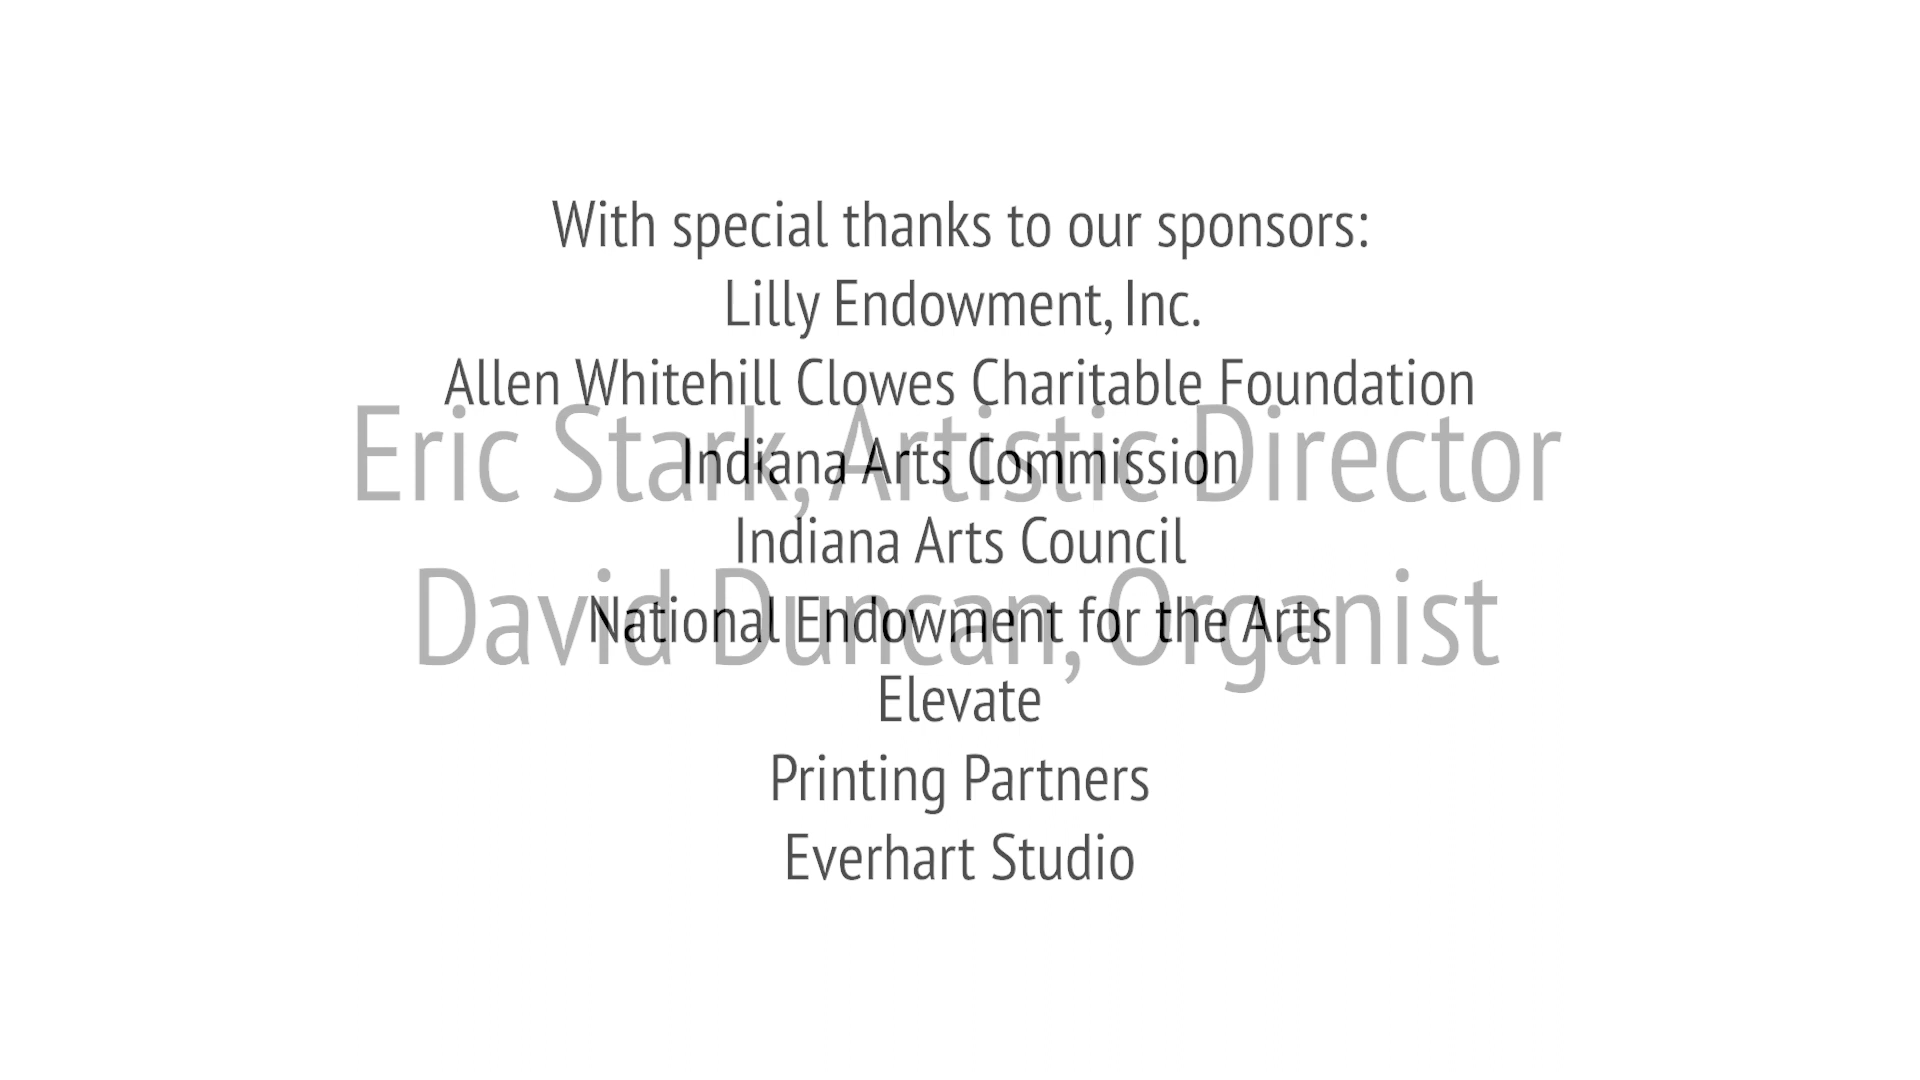 With special thanks to our sponsors:
Lilly Endowment, Inc.
Allen Whitehill Clowes Charitable Foundation
Eric Stark, Artistic Director
Indiana Arts Commission
Indiana Arts Council
David Duncan, Organist
National Endowment for the Arts
Elevate
Printing Partners
Everhart Studio